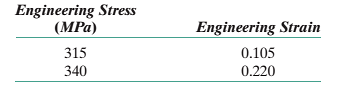 Engineering Stress
(MPa) Engineering Strain
315 0.105
340 0.220